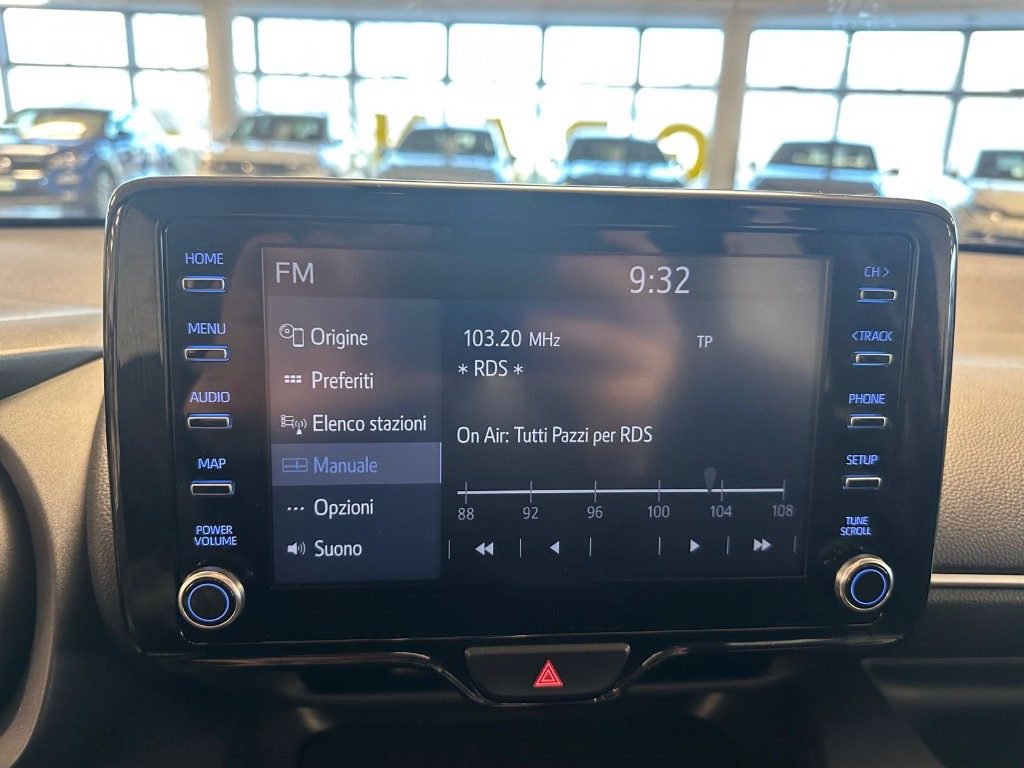 HOME
MENU
AUDIO
MAP
POWER
VOLUME
FM
9:32
Origine
Preferiti
Elenco stazioni
Manuale
Opzioni
Suono
103.20 MHz
TP
* RDS *
On Air: Tutti Pazzi per RDS
88 92 96 100 104 108
CH >
< TRACK
PHONE
SETUP
TUNE
SCROLL